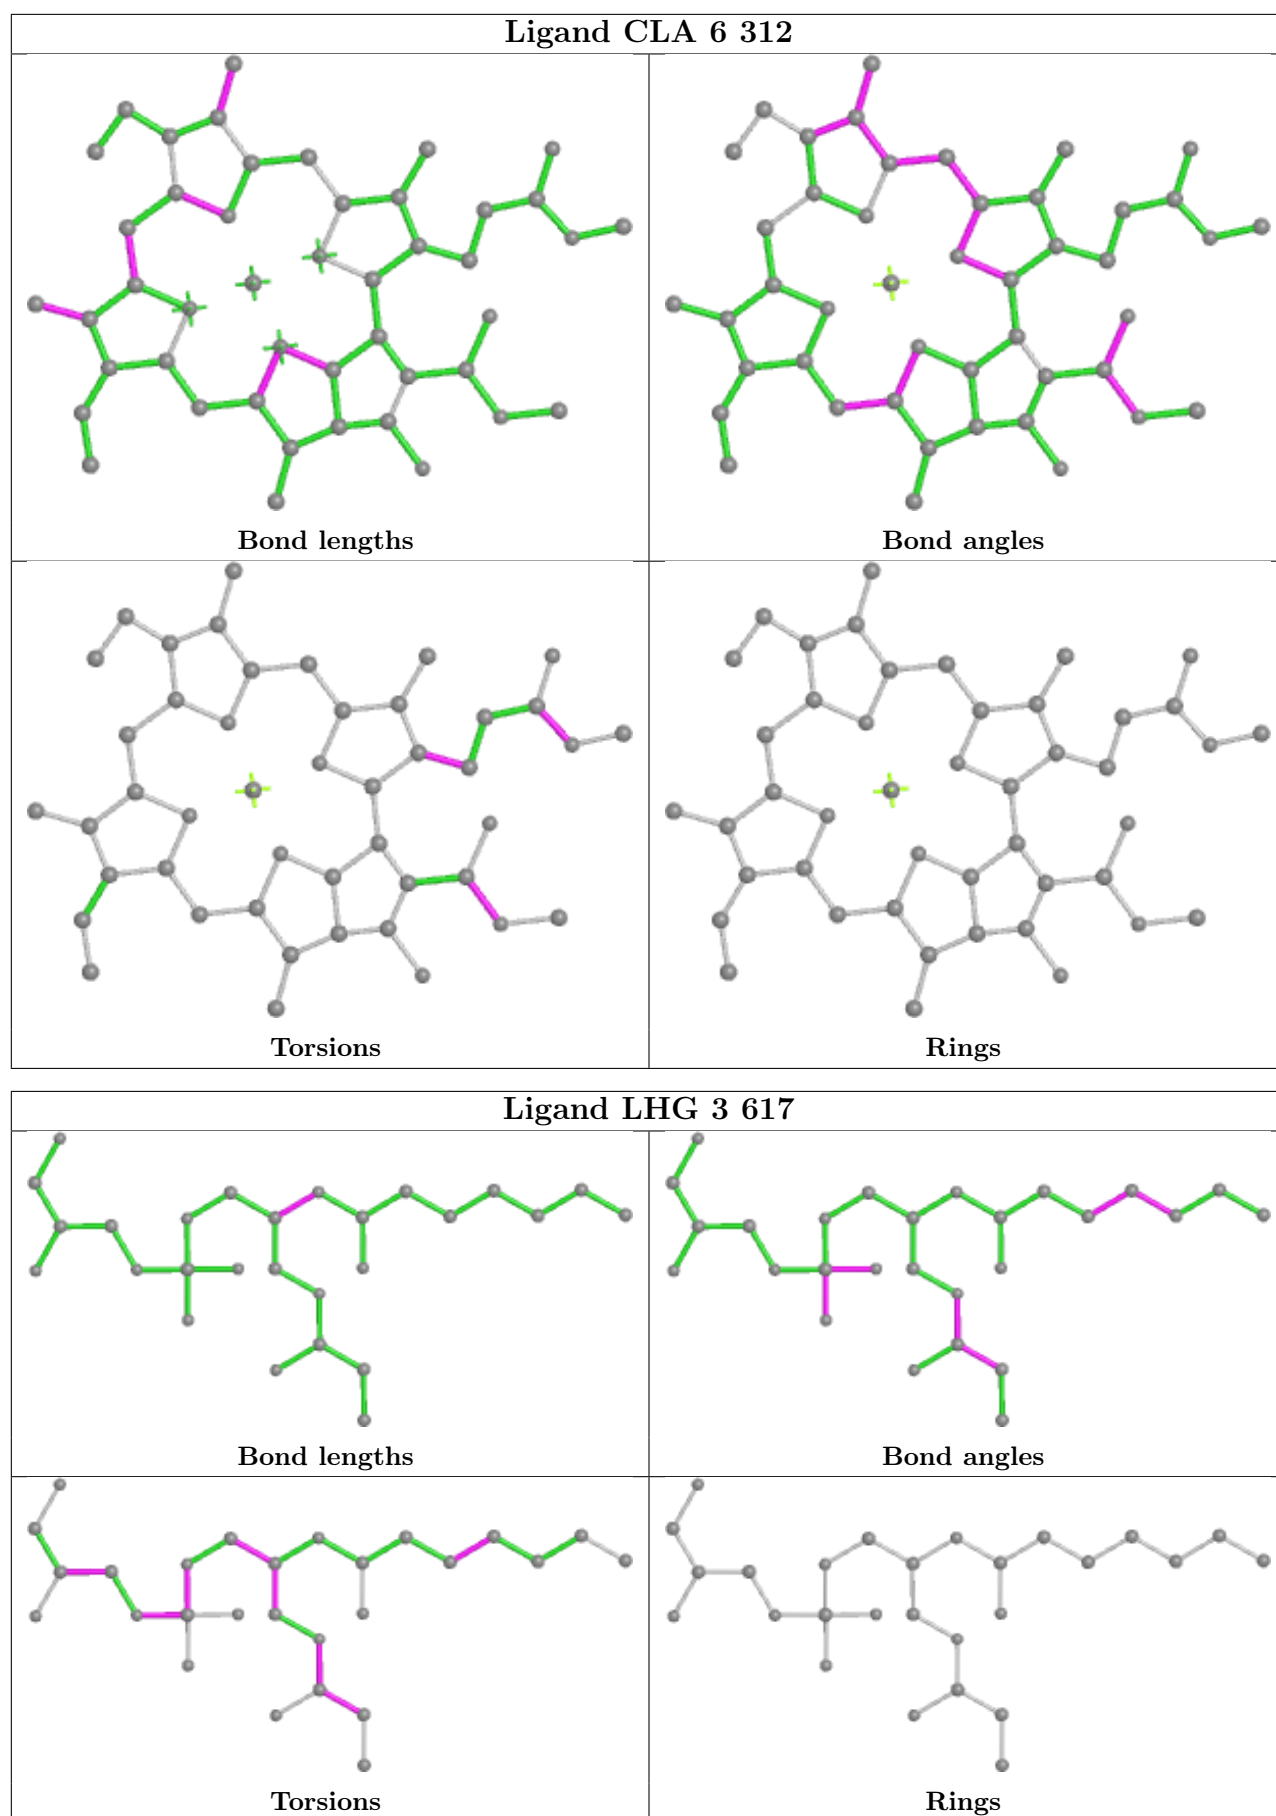 Ligand CLA 6 312
Bond lengths
Bond angles
Torsions
Rings
Ligand LHG 3 617
Bond lengths
Bond angles
Torsions
Rings